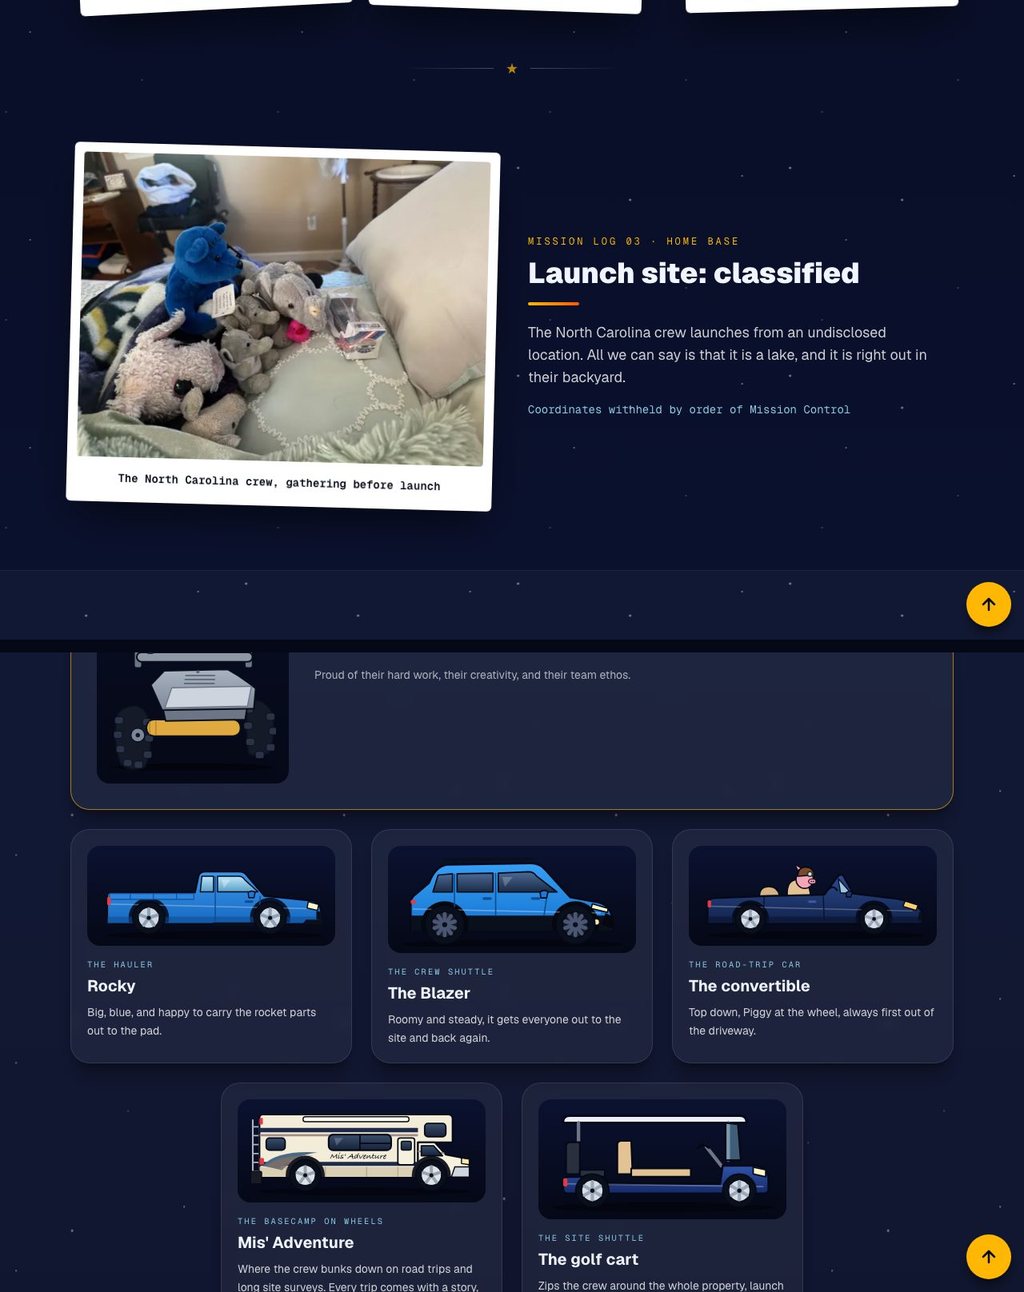 MISSION LOG 03 · HOME BASE
Launch site: classified
The North Carolina crew launches from an undisclosed
location. All we can say is that it is a lake, and it is right out in
their backyard.
Coordinates withheld by order of Mission Control
The North Carolina crew, gathering before launch
Proud of their hard work, their creativity, and their team ethos.
THE HAULER
Rocky
Big, blue, and happy to carry the rocket parts
out to the pad.
THE CREW SHUTTLE
The Blazer
Roomy and steady, it gets everyone out to the
site and back again.
THE ROAD-TRIP CAR
The convertible
Top down, Piggy at the wheel, always first out of
the driveway.
Mis' Adventure
THE BASECAMP ON WHEELS
Mis' Adventure
Where the crew bunks down on road trips and
long site surveys. Every trip comes with a story,
THE SITE SHUTTLE
The golf cart
Zips the crew around the whole property, launch